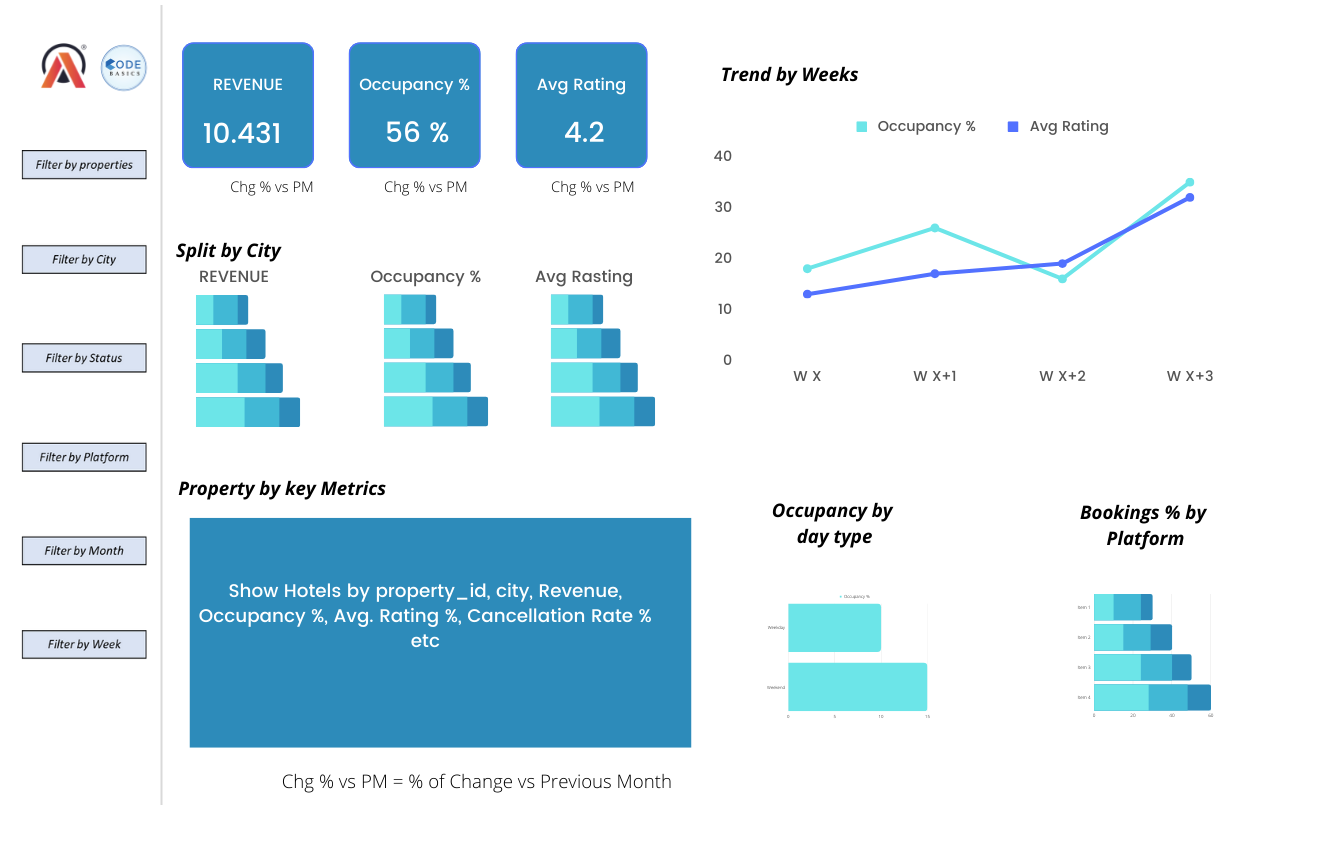 CODE
BASICS
®
Filter by properties
Filter by City
Filter by Status
Filter by Platform
Filter by Month
Filter by Week
REVENUE
10.431
Chg % vs PM
Occupancy %
56 %
Chg % vs PM
Avg Rating
4.2
Chg % vs PM
Split by City
REVENUE
Occupancy %
Avg Rasting
Property by key Metrics
Show Hotels by property_id, city, Revenue,
Occupancy %, Avg. Rating %, Cancellation Rate %
etc
Chg % vs PM = % of Change vs Previous Month
Trend by Weeks
Occupancy %
Avg Rating
40
30
20
10
0
W X
W X+1
W X+2
W X+3
Occupancy by
day type
Occupancy %
Weekday
Weekend
0
5
10
15
Bookings % by
Platform
Item 1
Item 2
Item 3
Item 4
0
20
40
60